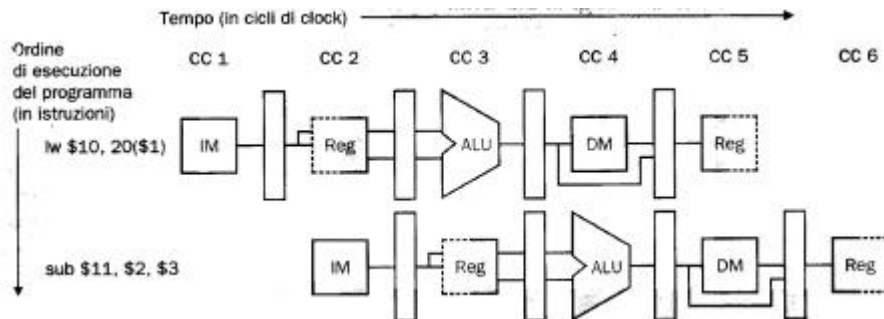 Tempo (in cicli di clock)
Ordine
di esecuzione
del programma
(in istruzioni)
CC 1 CC 2 CC 3 CC 4 CC 5 CC 6
lw $10, 20($1)
IM Reg ALU DM Reg
sub $11, $2, $3
IM Reg ALU DM Reg